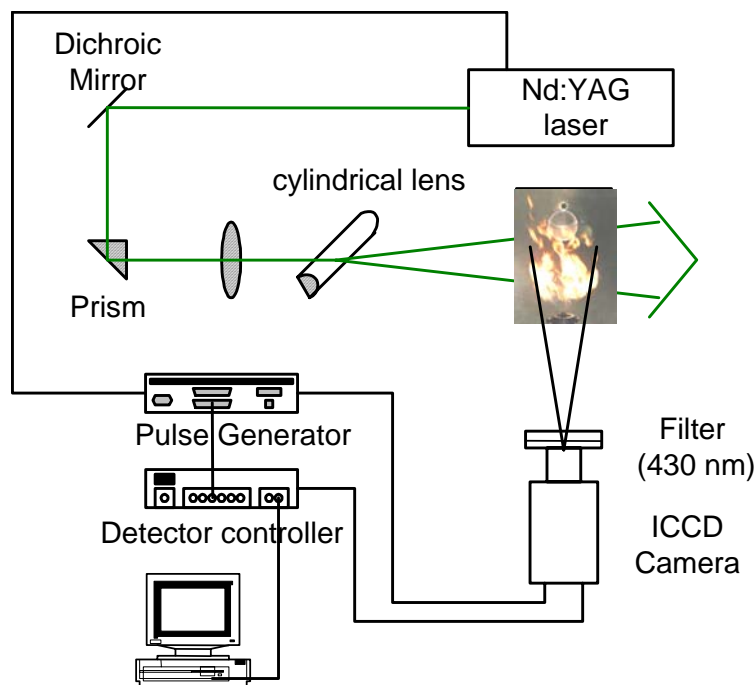 Dichroic
Mirror
Nd:YAG
laser
cylindrical lens
Prism
Pulse Generator
Filter
(430 nm)
Detector controller
ICCD
Camera